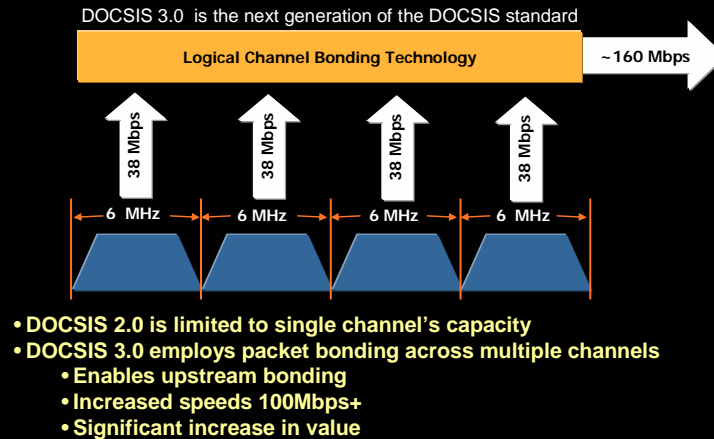 DOCSIS 3.0 is the next generation of the DOCSIS standard
Logical Channel Bonding Technology
~160 Mbps
38 Mbps
38 Mbps
38 Mbps
38 Mbps
6 MHz
6 MHz
6 MHz
6 MHz
• DOCSIS 2.0 is limited to single channel's capacity
• DOCSIS 3.0 employs packet bonding across multiple channels
• Enables upstream bonding
• Increased speeds 100Mbps+
• Significant increase in value